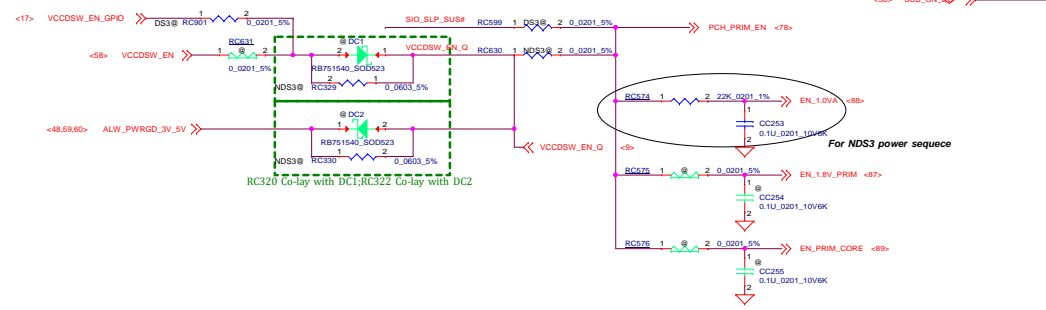 <17> VCCDSW_EN_GPIO
DS3@ RC901
1 2 0_0201_5%
SIO_SLP_SUS#
RC599 1 DS3@ 2 0_0201_5%
PCH_PRIM_EN <78>
<58> VCCDSW_EN
RC631
1 @ 2
0_0201_5%
@ DC1
2 1
RB751540_SOD523
VCCDSW_EN_Q
RC630 1 NDS3@ 2 0_0201_5%
NDS3@ RC329
2 1
0_0603_5%
RC574 1 2 22K_0201_1%
EN_1.0VA <88>
1
CC253
0.1U_0201_10V6K
2
For NDS3 power sequece
<48,59,60> ALW_PWRGD_3V_5V
@ DC2
1 2
RB751540_SOD523
NDS3@ RC330
1 2
0_0603_5%
VCCDSW_EN_Q <9>
RC320 Co-lay with DC1;RC322 Co-lay with DC2
RC575 1 @ 2 0_0201_5%
EN_1.8V_PRIM <87>
1 @
CC254
0.1U_0201_10V6K
2
RC576 1 @ 2 0_0201_5%
EN_PRIM_CORE <89>
1 @
CC255
0.1U_0201_10V6K
2